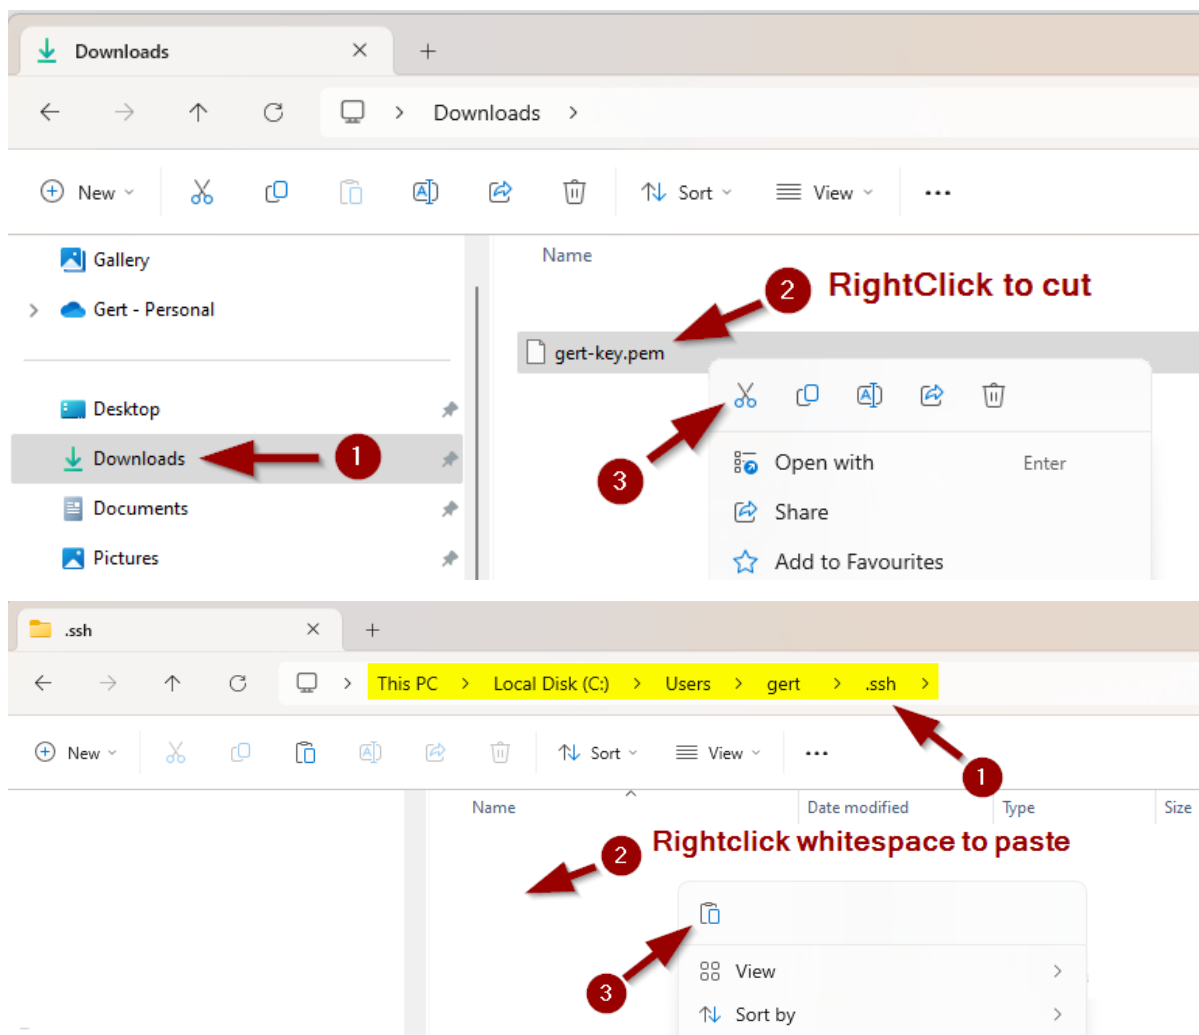 Downloads
Downloads
New
Sort
View
Gallery
Name
2 RightClick to cut
Gert - Personal
gert-key.pem
Desktop
Downloads
1
3
Open with Enter
Documents
Share
Pictures
Add to Favourites
.ssh
This PC > Local Disk (C:) > Users > gert > .ssh >
New
Sort
View
1
Name Date modified Type Size
2 Rightclick whitespace to paste
View
3
Sort by